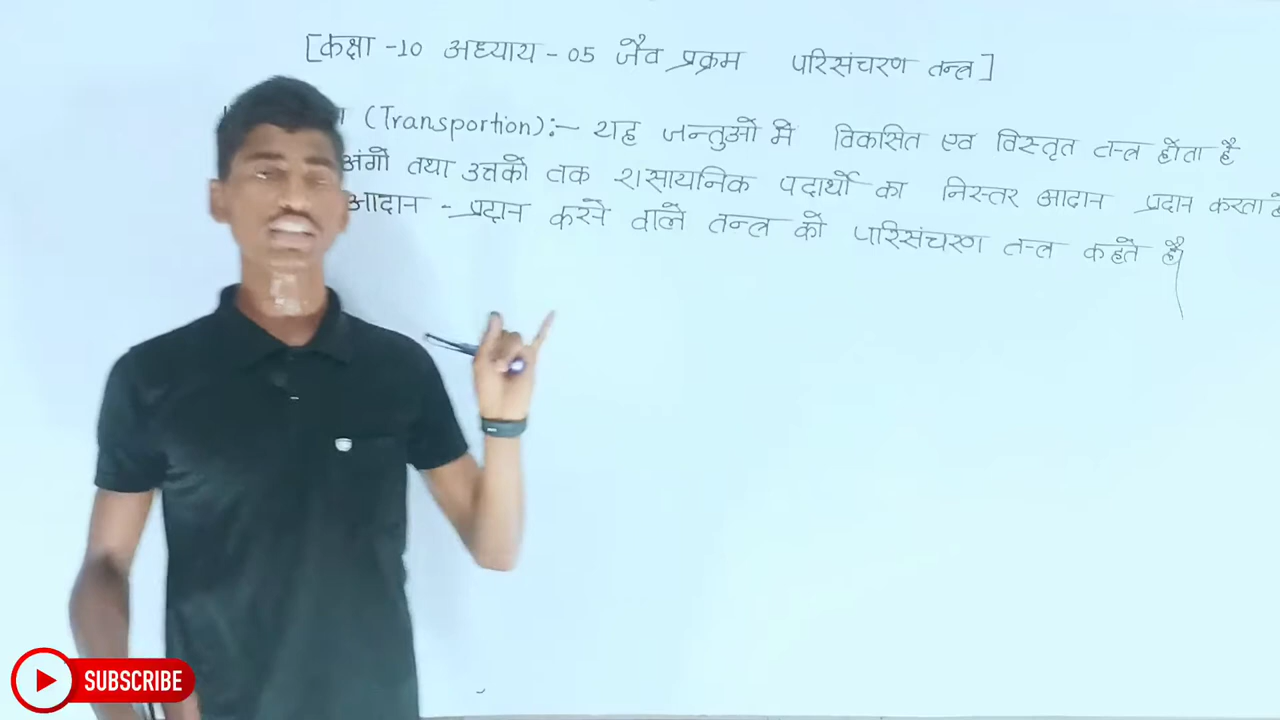 [कक्षा -10 अध्याय - 05 जैव प्रक्रम परिसंचरण तन्त्र]
(Transportion):- यह जन्तुओं में विकसित एवं विस्तृत तन्त्र होता है
अंगों तथा उत्तकों तक रासायनिक पदार्थों का निस्तर आदान प्रदान करता
आदान - प्रदान करने वाले तन्त्र को परिसंचरण तन्त्र कहते है।
SUBSCRIBE